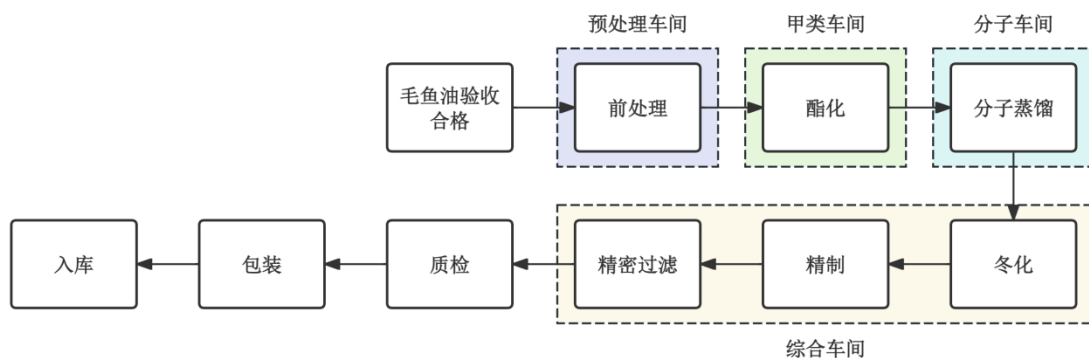 预处理车间
甲类车间
分子车间
毛鱼油验收
合格
前处理
酯化
分子蒸馏
入库
包装
质检
精密过滤
精制
冬化
综合车间